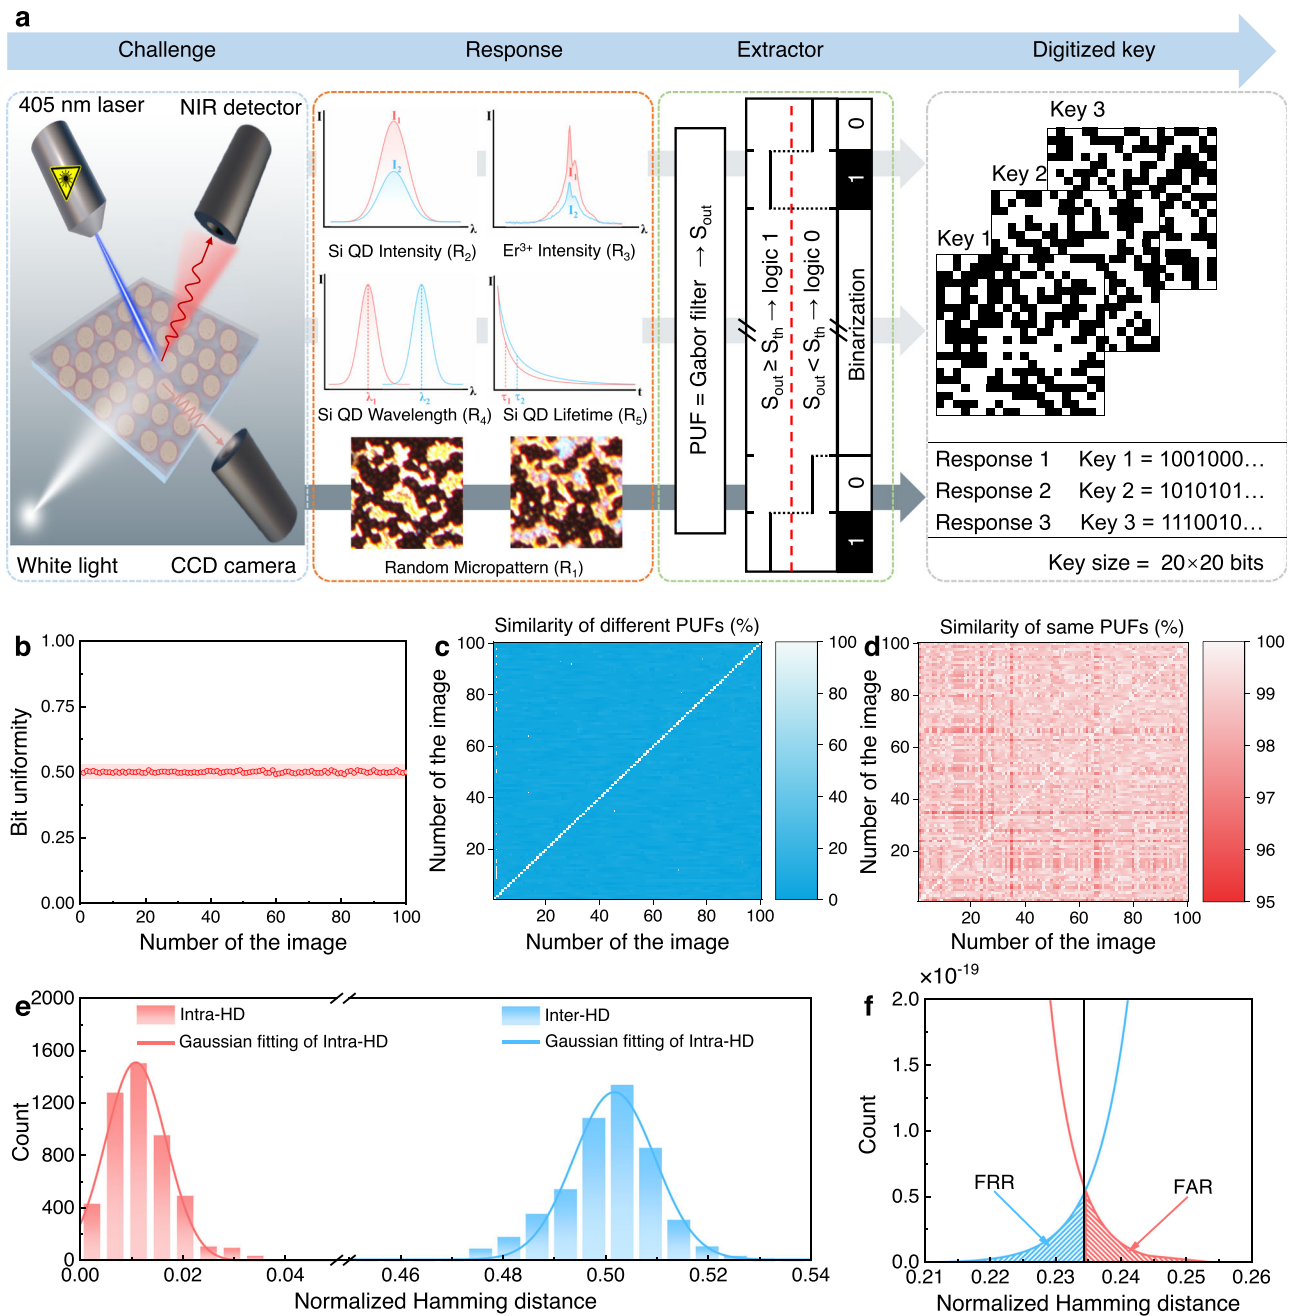 a
Challenge
Response
Extractor
Digitized key
405 nm laser
NIR detector
White light
CCD camera
I
I₁
I₂
λ
Si QD Intensity (R₂)
I
I₁
I₂
λ
Er³⁺ Intensity (R₃)
I
λ₁
λ₂
λ
Si QD Wavelength (R₄)
I
τ₁
τ₂
t
Si QD Lifetime (R₅)
Random Micropattern (R₁)
PUF = Gabor filter → Sout
Sout ≥ Sth → logic 1
Sout < Sth → logic 0
Binarization
0
1
0
1
Key 3
Key 2
Key 1
Response 1 Key 1 = 1001000…
Response 2 Key 2 = 1010101…
Response 3 Key 3 = 1110010…
Key size = 20×20 bits
b
Bit uniformity
1.00
0.75
0.50
0.25
0.00
0 20 40 60 80 100
Number of the image
c
Similarity of different PUFs (%)
Number of the image
100
80
60
40
20
20 40 60 80 100
Number of the image
100
80
60
40
20
0
d
Similarity of same PUFs (%)
Number of the image
100
80
60
40
20
20 40 60 80 100
Number of the image
100
99
98
97
96
95
e
Count
2000
1600
1200
800
400
0
Intra-HD
Gaussian fitting of Intra-HD
Inter-HD
Gaussian fitting of Intra-HD
0.00 0.02 0.04 0.46 0.48 0.50 0.52 0.54
Normalized Hamming distance
f
×10⁻¹⁹
Count
2.0
1.5
1.0
0.5
0.0
FRR
FAR
0.21 0.22 0.23 0.24 0.25 0.26
Normalized Hamming distance